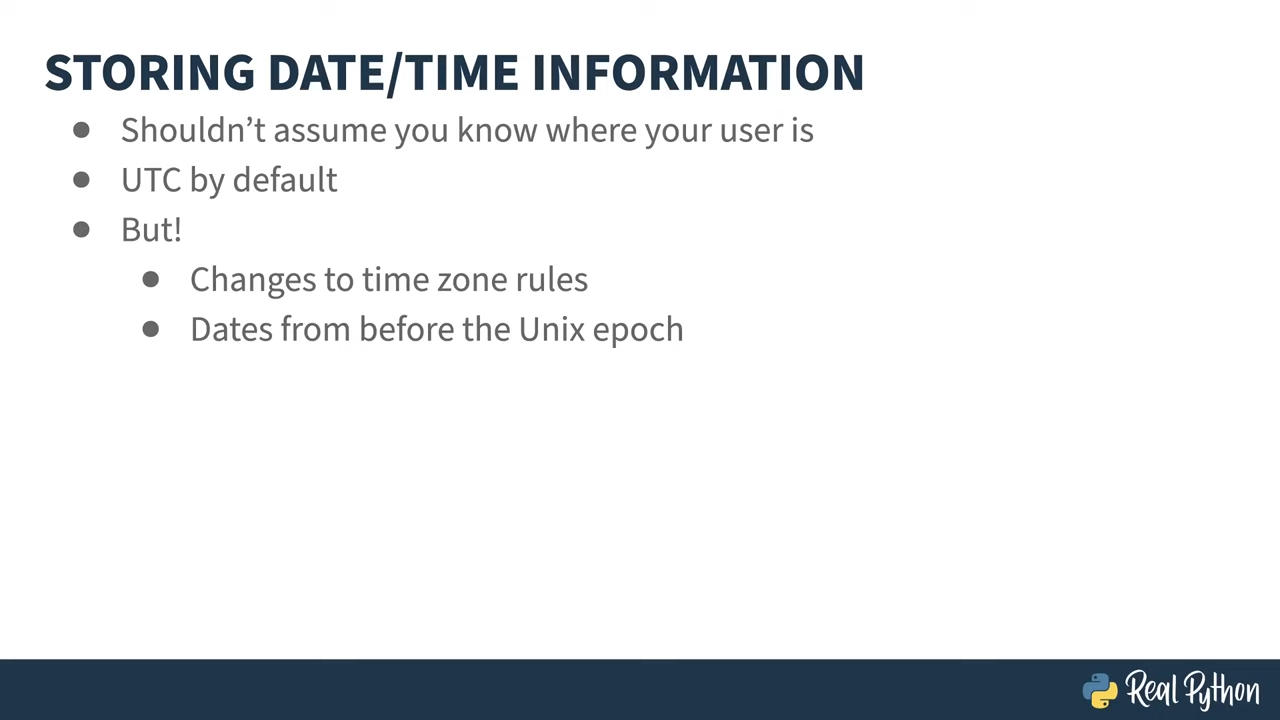 STORING DATE/TIME INFORMATION
● Shouldn’t assume you know where your user is
● UTC by default
● But!
● Changes to time zone rules
● Dates from before the Unix epoch
Real Python